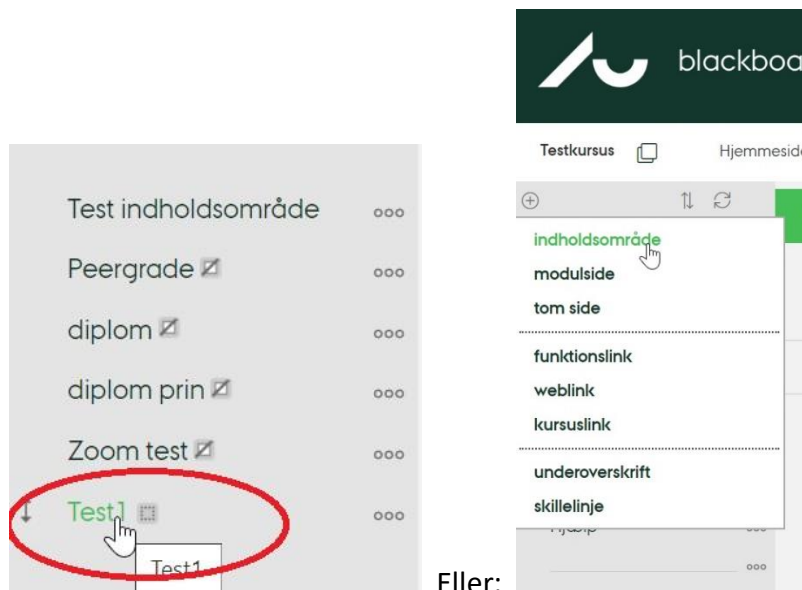 Test indholdsområde
Peergrade
diplom
diplom prin
Zoom test
Test1
Test1
Eller:
blackboa
Testkursus
Hjemmeside
indholdsområde
modulside
tom side
funktionslink
weblink
kursuslink
underoverskrift
skillelinje
Hjælp